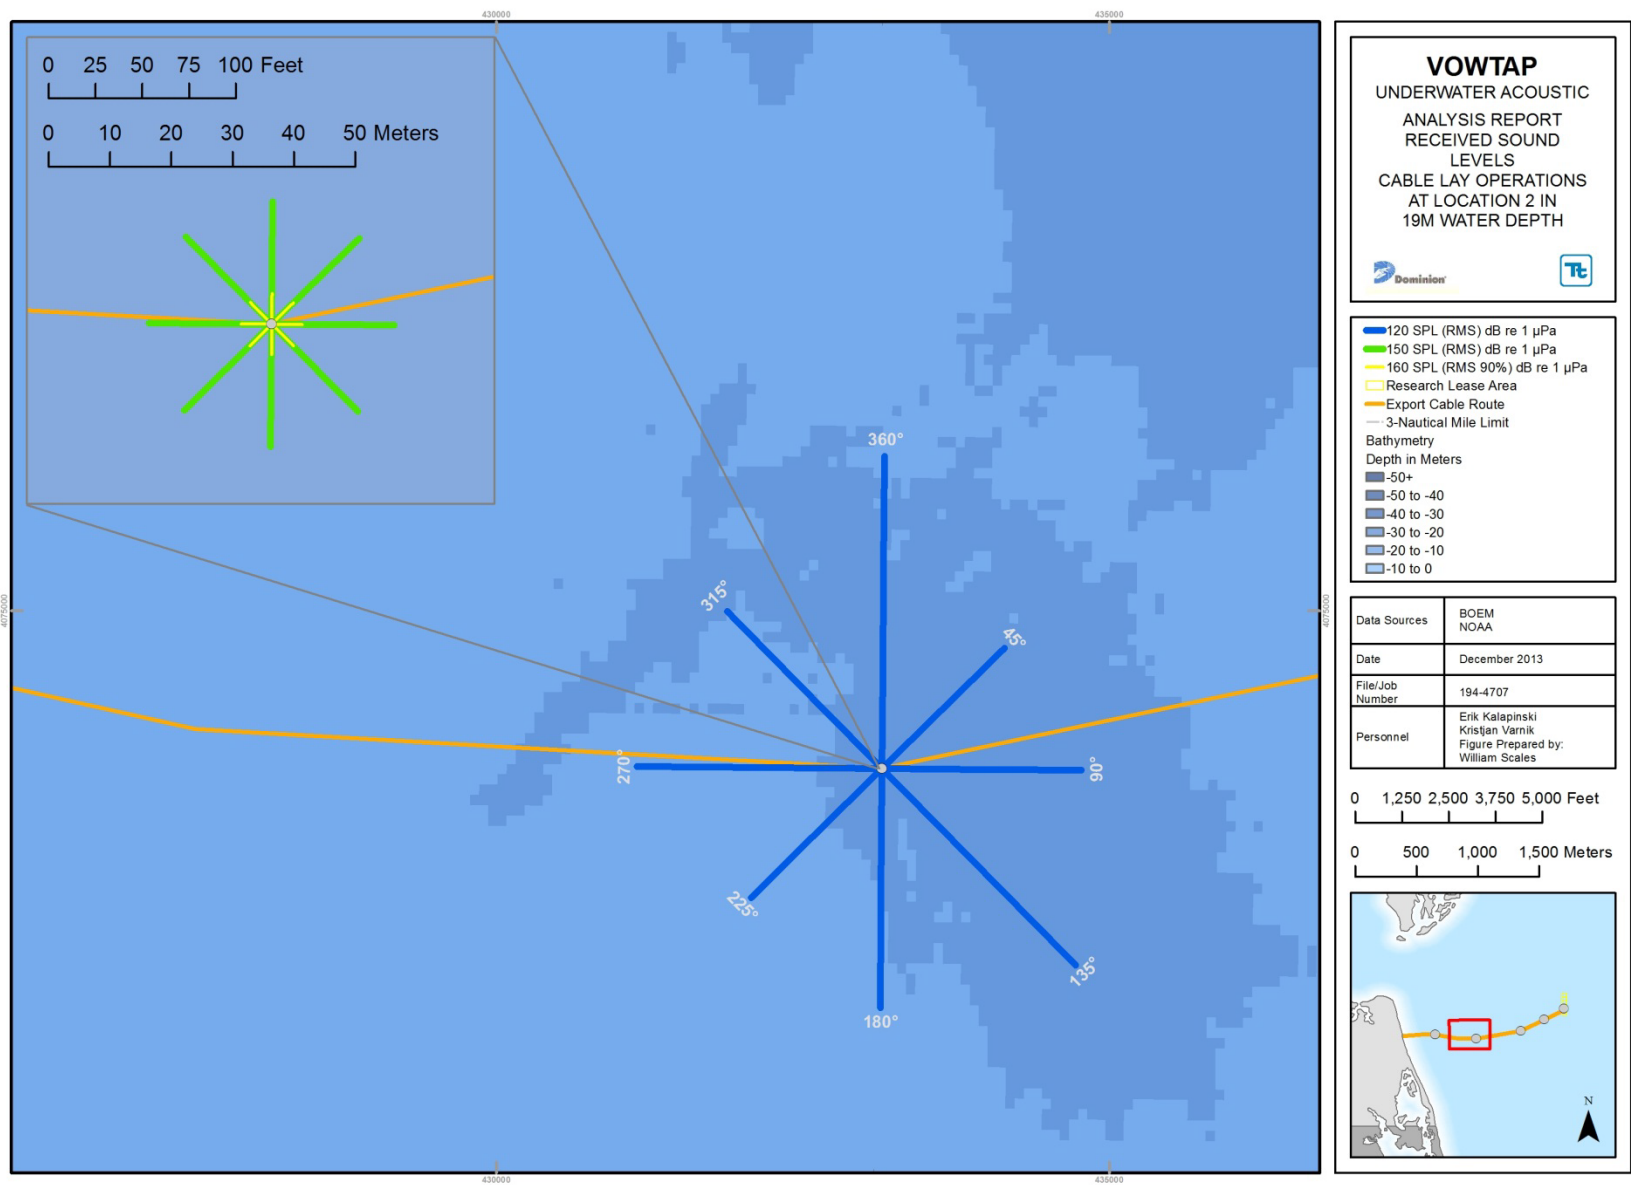 430000
435000
0 25 50 75 100 Feet
0 10 20 30 40 50 Meters
4075000
4075000
360°
315°
45°
270°
90°
225°
135°
180°
430000
435000
VOWTAP
UNDERWATER ACOUSTIC
ANALYSIS REPORT
RECEIVED SOUND
LEVELS
CABLE LAY OPERATIONS
AT LOCATION 2 IN
19M WATER DEPTH
Dominion
Tt
120 SPL (RMS) dB re 1 µPa
150 SPL (RMS) dB re 1 µPa
160 SPL (RMS 90%) dB re 1 µPa
Research Lease Area
Export Cable Route
3-Nautical Mile Limit
Bathymetry
Depth in Meters
-50+
-50 to -40
-40 to -30
-30 to -20
-20 to -10
-10 to 0
Data Sources BOEM
NOAA
Date December 2013
File/Job
Number 194-4707
Personnel Erik Kalapinski
Kristjan Varnik
Figure Prepared by:
William Scales
0 1,250 2,500 3,750 5,000 Feet
0 500 1,000 1,500 Meters
N